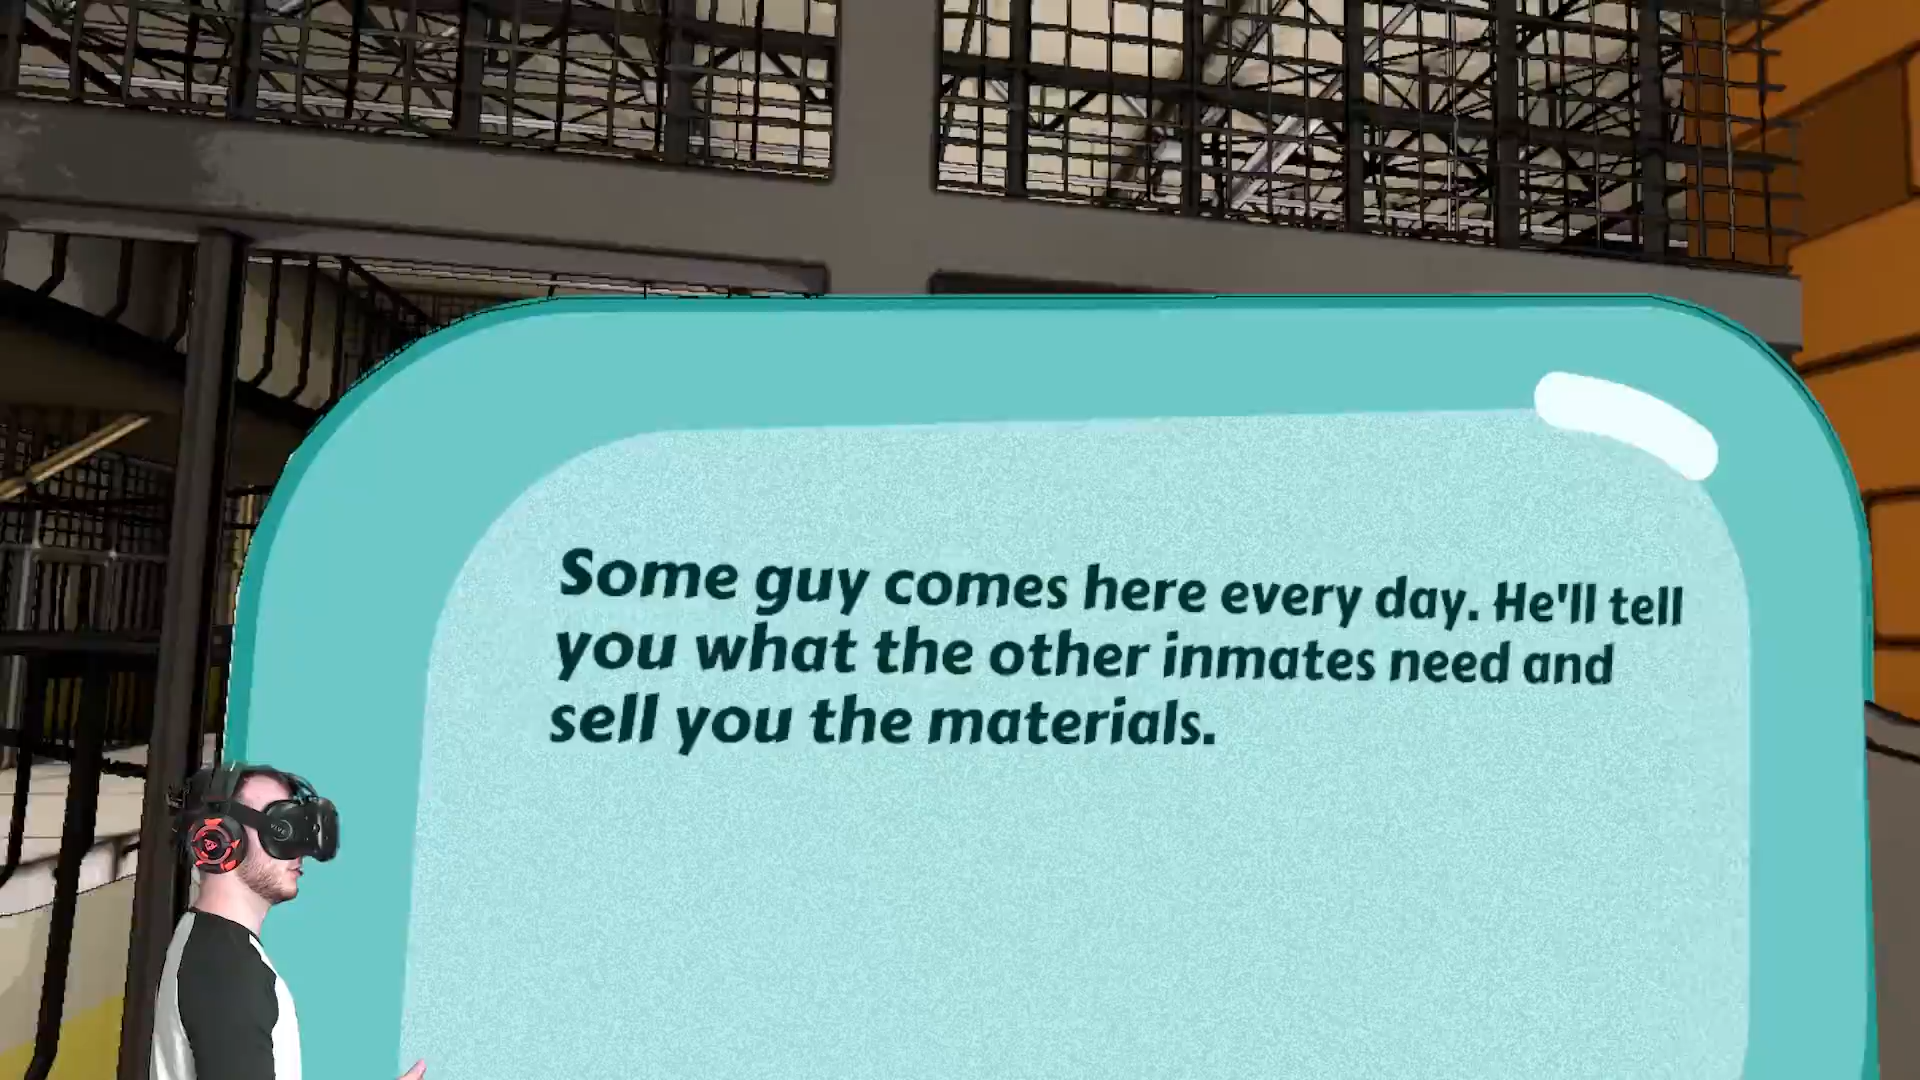 Some guy comes here every day. He'll tell
you what the other inmates need and
sell you the materials.
VIVE